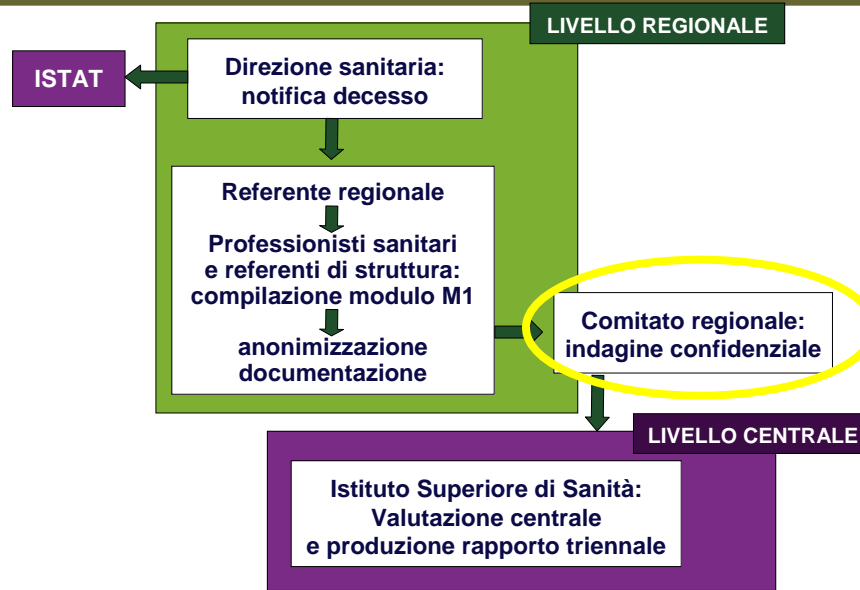 LIVELLO REGIONALE
ISTAT
Direzione sanitaria:
notifica decesso
Referente regionale
Professionisti sanitari
e referenti di struttura:
compilazione modulo M1
anonimizzazione
documentazione
Comitato regionale:
indagine confidenziale
LIVELLO CENTRALE
Istituto Superiore di Sanità:
Valutazione centrale
e produzione rapporto triennale